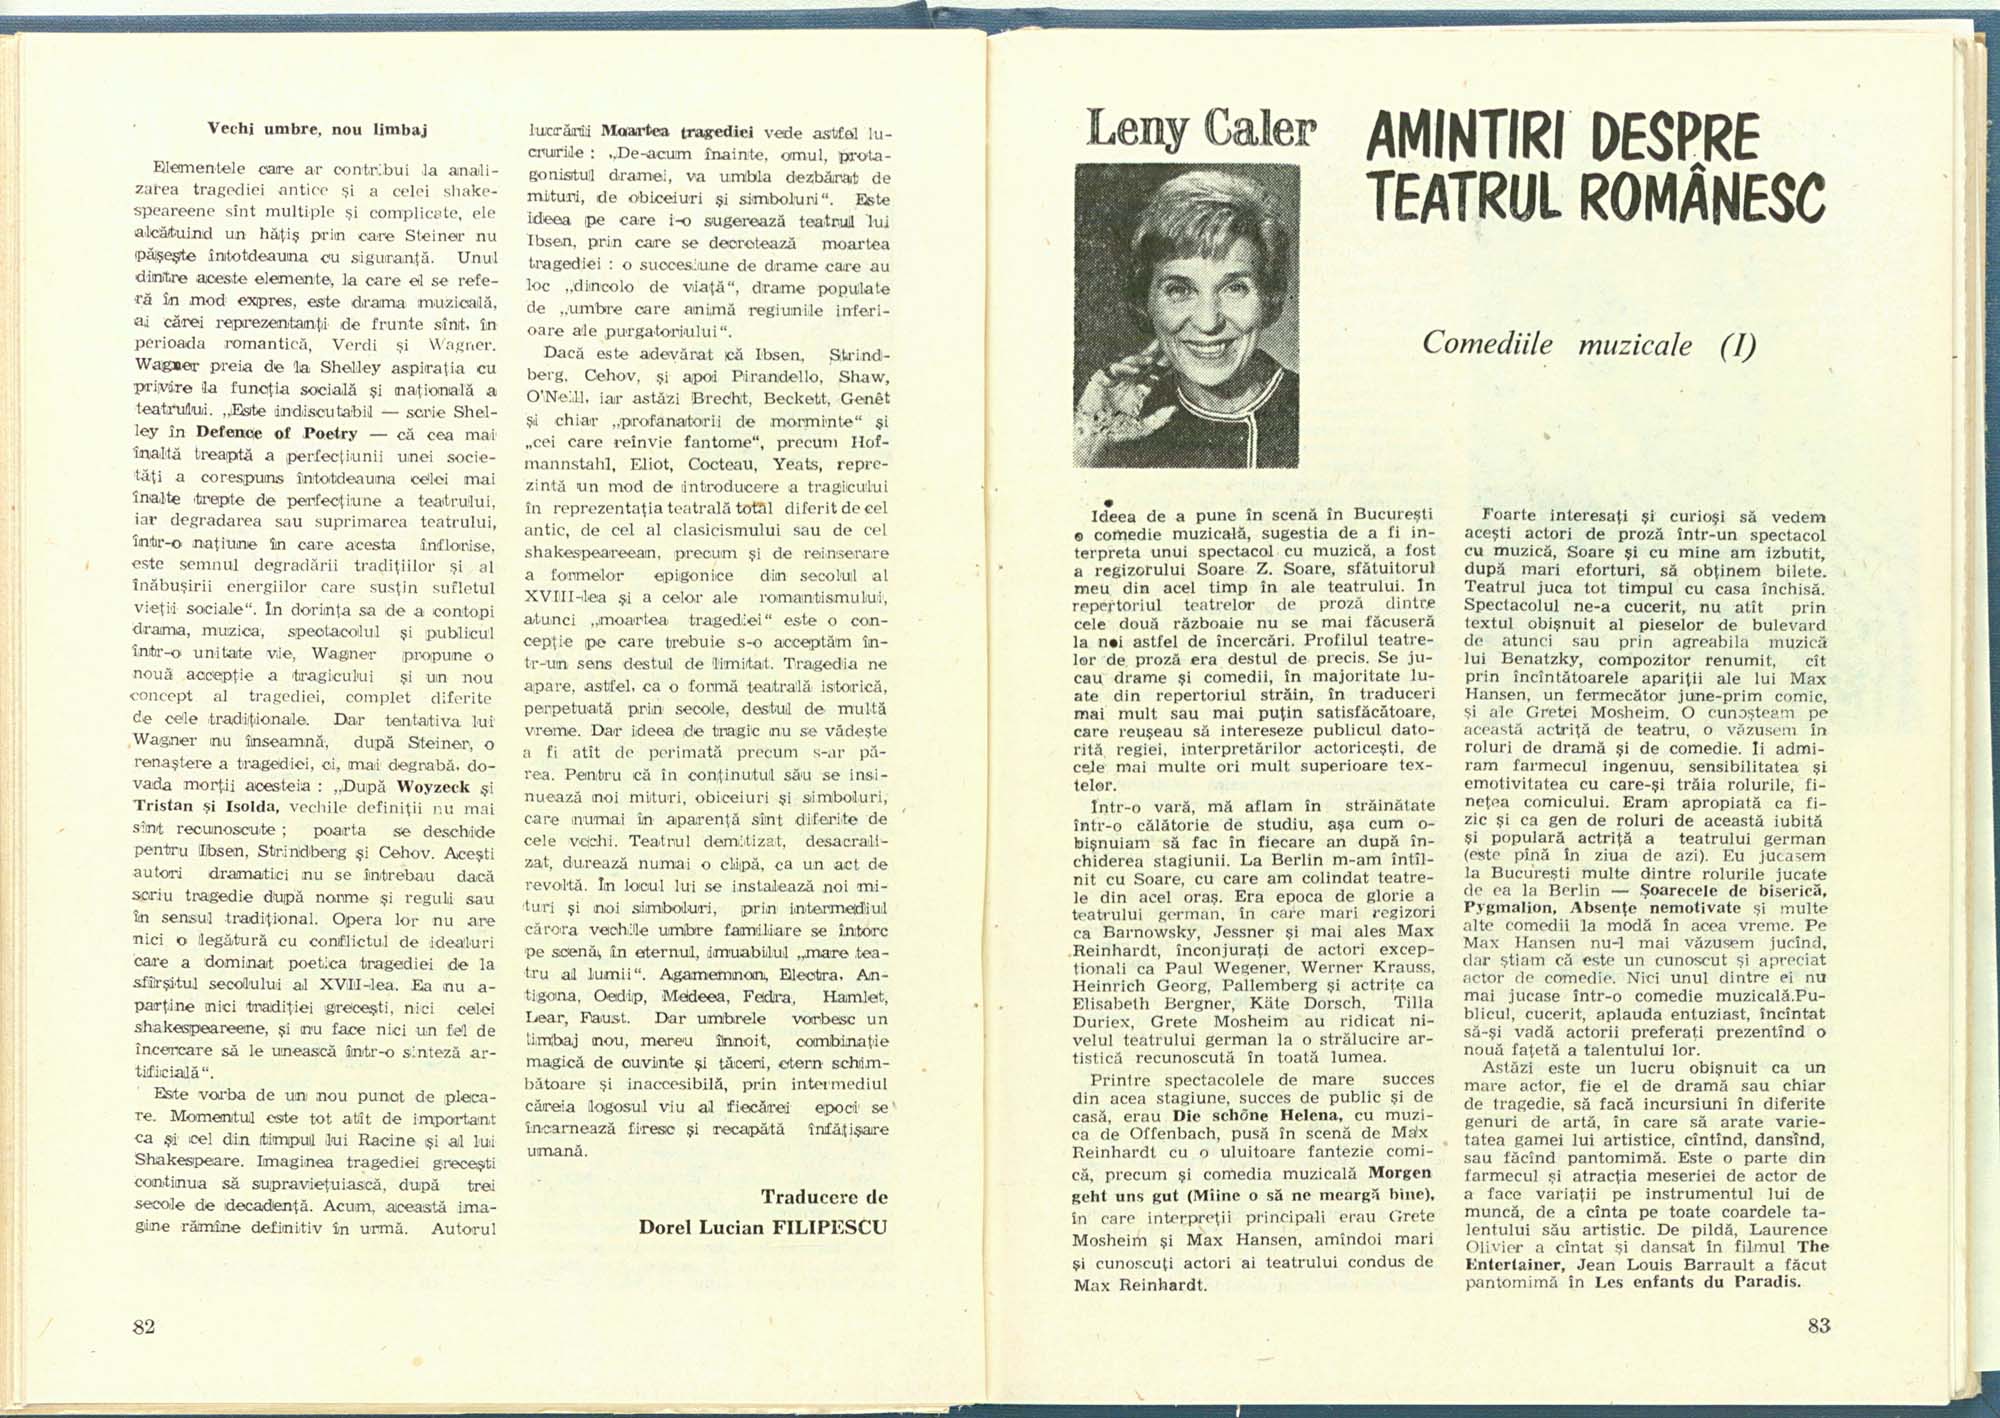 Vechi umbre, nou limbaj
Elementele care ar contribui la anali-
zarea tragediei antice și a celei shake-
speareene sînt multiple și complicate, ele
alcătuind un hățiș prin care Steiner nu
pășește întotdeauna cu siguranță. Unul
dintre aceste elemente, la care el se refe-
ră în mod expres, este drama muzicală,
ai cărei reprezentanți de frunte sînt, în
perioada romantică, Verdi și Wagner.
Wagner preia de la Shelley aspirația cu
privire la funcția socială și națională a
teatrului. „Este indiscutabil — scrie Shel-
ley în Defence of Poetry — că cea mai
înaltă treaptă a perfecțiunii unei socie-
tăți a corespuns întotdeauna celei mai
înalte trepte de perfecțiune a teatrului,
iar degradarea sau suprimarea teatrului,
într-o națiune în care acesta înflorise,
este semnul degradării tradițiilor și al
înăbușirii energiilor care susțin sufletul
vieții sociale“. În dorința sa de a contopi
drama, muzica, spectacolul și publicul
într-o unitate vie, Wagner propune o
nouă accepție a tragicului și un nou
concept al tragediei, complet diferite
de cele tradiționale. Dar tentativa lui
Wagner nu înseamnă, după Steiner, o
renaștere a tragediei, ci, mai degrabă, do-
vada morții acesteia : „După Woyzeck și
Tristan și Isolda, vechile definiții nu mai
sînt recunoscute ; poarta se deschide
pentru Ibsen, Strindberg și Cehov. Acești
autori dramatici nu se întrebau dacă
scriu tragedie după norme și reguli sau
în sensul tradițional. Opera lor nu are
nici o legătură cu conflictul de idealuri
care a dominat poetica tragediei de la
sfîrșitul secolului al XVII-lea. Ea nu a-
parține nici tradiției grecești, nici celei
shakespeareene, și nu face nici un fel de
încercare să le unească într-o sinteză ar-
tificială“.
Este vorba de un nou punct de pleca-
re. Momentul este tot atît de important
ca și cel din timpul lui Racine și al lui
Shakespeare. Imaginea tragediei grecești
continua să supraviețuiască, după trei
secole de decadență. Acum, această ima-
gine rămîne definitiv în urmă. Autorul
lucrării Moartea tragediei vede astfel lu-
crurile : „De-acum înainte, omul, prota-
gonistul dramei, va umbla dezbărat de
mituri, de obiceiuri și simboluri“. Este
ideea pe care i-o sugerează teatrul lui
Ibsen, prin care se decretează moartea
tragediei : o succesiune de drame care au
loc „dincolo de viață“, drame populate
de „umbre care animă regiunile inferi-
oare ale purgatoriului“.
Dacă este adevărat că Ibsen, Strind-
berg, Cehov, și apoi Pirandello, Shaw,
O'Neill, iar astăzi Brecht, Beckett, Genêt
și chiar „profanatorii de morminte“ și
„cei care reînvie fantome“, precum Hof-
mannstahl, Eliot, Cocteau, Yeats, repre-
zintă un mod de introducere a tragicului
în reprezentația teatrală total diferit de cel
antic, de cel al clasicismului sau de cel
shakespeareean, precum și de reinserare
a formelor epigonice din secolul al
XVIII-lea și a celor ale romantismului,
atunci „moartea tragediei“ este o con-
cepție pe care trebuie s-o acceptăm în-
tr-un sens destul de limitat. Tragedia ne
apare, astfel, ca o formă teatrală istorică,
perpetuată prin secole, destul de multă
vreme. Dar ideea de tragic nu se vădește
a fi atît de perimată precum s-ar pă-
rea. Pentru că în conținutul său se insi-
nuează noi mituri, obiceiuri și simboluri,
care numai în aparență sînt diferite de
cele vechi. Teatrul demitizat, desacrali-
zat, durează numai o clipă, ca un act de
revoltă. În locul lui se instalează noi mi-
turi și noi simboluri, prin intermediul
cărora vechile umbre familiare se întorc
pe scenă, în eternul, imuabilul „mare tea-
tru al lumii“. Agamemnon, Electra, An-
tigona, Oedip, Medeea, Fedra, Hamlet,
Lear, Faust. Dar umbrele vorbesc un
limbaj nou, mereu înnoit, combinație
magică de cuvinte și tăceri, etern schim-
bătoare și inaccesibilă, prin intermediul
căreia logosul viu al fiecărei epoci se
încarnează firesc și recapătă înfățișare
umană.
Traducere de
Dorel Lucian FILIPESCU
82
Leny Caler
AMINTIRI DESPRE
TEATRUL ROMÂNESC
Comediile muzicale (I)
Ideea de a pune în scenă în București
o comedie muzicală, sugestia de a fi in-
terpreta unui spectacol cu muzică, a fost
a regizorului Soare Z. Soare, sfătuitorul
meu din acel timp în ale teatrului. În
repertoriul teatrelor de proză dintre
cele două războaie nu se mai făcuseră
la noi astfel de încercări. Profilul teatre-
lor de proză era destul de precis. Se ju-
cau drame și comedii, în majoritate lu-
ate din repertoriul străin, în traduceri
mai mult sau mai puțin satisfăcătoare,
care reușeau să intereseze publicul dato-
rită regiei, interpretărilor actoricești, de
cele mai multe ori mult superioare tex-
telor.
Într-o vară, mă aflam în străinătate
într-o călătorie de studiu, așa cum o-
bișnuiam să fac în fiecare an după în-
chiderea stagiunii. La Berlin m-am întîl-
nit cu Soare, cu care am colindat teatre-
le din acel oraș. Era epoca de glorie a
teatrului german, în care mari regizori
ca Barnowsky, Jessner și mai ales Max
Reinhardt, înconjurați de actori excep-
ționali ca Paul Wegener, Werner Krauss,
Heinrich Georg, Pallemberg și actrițe ca
Elisabeth Bergner, Käte Dorsch, Tilla
Duriex, Grete Mosheim au ridicat ni-
velul teatrului german la o strălucire ar-
tistică recunoscută în toată lumea.
Printre spectacolele de mare succes
din acea stagiune, succes de public și de
casă, erau Die schöne Helena, cu muzi-
ca de Offenbach, pusă în scenă de Max
Reinhardt cu o uluitoare fantezie comi-
că, precum și comedia muzicală Morgen
geht uns gut (Mîine o să ne meargă bine),
în care interpreții principali erau Grete
Mosheim și Max Hansen, amîndoi mari
și cunoscuți actori ai teatrului condus de
Max Reinhardt.
Foarte interesați și curioși să vedem
acești actori de proză într-un spectacol
cu muzică, Soare și cu mine am izbutit,
după mari eforturi, să obținem bilete.
Teatrul juca tot timpul cu casa închisă.
Spectacolul ne-a cucerit, nu atît prin
textul obișnuit al pieselor de bulevard
de atunci sau prin agreabila muzică
lui Benatzky, compozitor renumit, cît
prin încîntătoarele apariții ale lui Max
Hansen, un fermecător june-prim comic,
și ale Gretei Mosheim. O cunoșteam pe
această actriță de teatru, o văzusem în
roluri de dramă și de comedie. Îi admi-
ram farmecul ingenuu, sensibilitatea și
emotivitatea cu care-și trăia rolurile, fi-
nețea comicului. Eram apropiată ca fi-
zic și ca gen de roluri de această iubită
și populară actriță a teatrului german
(este pînă în ziua de azi). Eu jucasem
la București multe dintre rolurile jucate
de ea la Berlin — Șoarecele de biserică,
Pygmalion, Absențe nemotivate și multe
alte comedii la modă în acea vreme. Pe
Max Hansen nu-l mai văzusem jucînd,
dar știam că este un cunoscut și apreciat
actor de comedie. Nici unul dintre ei nu
mai jucase într-o comedie muzicală.Pu-
blicul, cucerit, aplauda entuziast, încîntat
să-și vadă actorii preferați prezentînd o
nouă fațetă a talentului lor.
Astăzi este un lucru obișnuit ca un
mare actor, fie el de dramă sau chiar
de tragedie, să facă incursiuni în diferite
genuri de artă, în care să arate varie-
tatea gamei lui artistice, cîntînd, dansînd,
sau făcînd pantomimă. Este o parte din
farmecul și atracția meseriei de actor de
a face variații pe instrumentul lui de
muncă, de a cînta pe toate coardele ta-
lentului său artistic. De pildă, Laurence
Olivier a cîntat și dansat în filmul The
Entertainer, Jean Louis Barrault a făcut
pantomimă în Les enfants du Paradis.
83